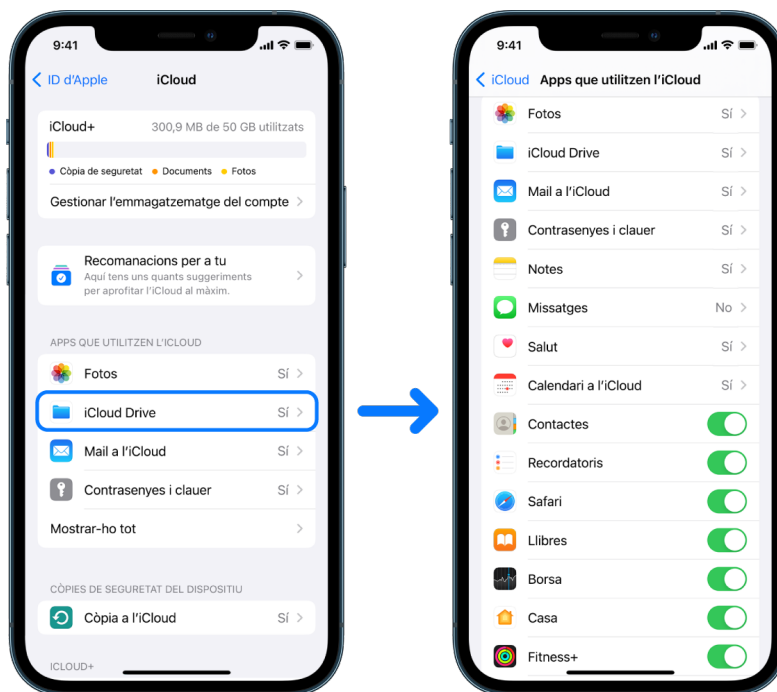 9:41
ID d'Apple
iCloud
iCloud+
300,9 MB de 50 GB utilitzats
Còpia de seguretat
Documents
Fotos
Gestionar l'emmagatzematge del compte
Recomanacions per a tu
Aquí tens uns quants suggeriments
per aprofitar l'iCloud al màxim.
APPS QUE UTILITZEN L'ICLOUD
Fotos Sí
iCloud Drive Sí
Mail a l'iCloud Sí
Contrasenyes i clauer Sí
Mostrar-ho tot
CÒPIES DE SEGURETAT DEL DISPOSITIU
Còpia a l'iCloud Sí
ICLOUD+
9:41
iCloud
Apps que utilitzen l'iCloud
Fotos Sí
iCloud Drive Sí
Mail a l'iCloud Sí
Contrasenyes i clauer Sí
Notes Sí
Missatges No
Salut Sí
Calendari a l'iCloud Sí
Contactes
Recordatoris
Safari
Llibres
Borsa
Casa
Fitness+